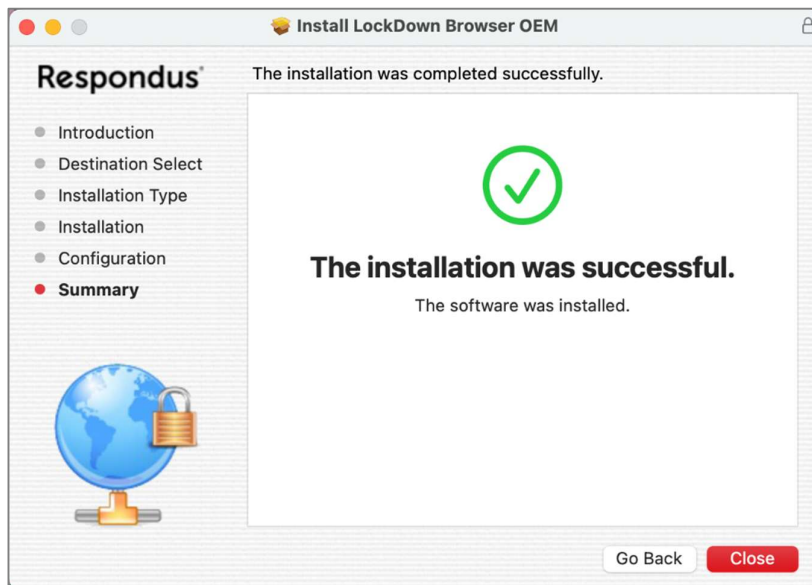 Install LockDown Browser OEM
Respondus®
The installation was completed successfully.
Introduction
Destination Select
Installation Type
Installation
Configuration
Summary
The installation was successful.
The software was installed.
Go Back
Close